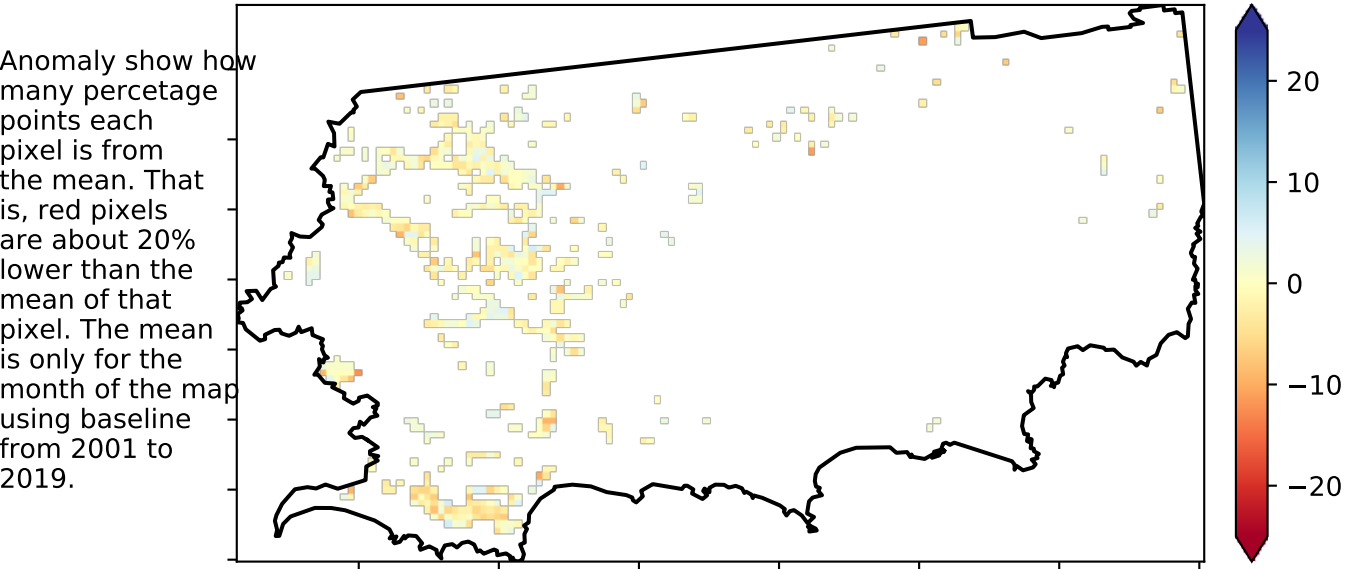 Anomaly show how
many percetage
points each
pixel is from
the mean. That
is, red pixels
are about 20%
lower than the
mean of that
pixel. The mean
is only for the
month of the map
using baseline
from 2001 to
2019.
20
10
0
−10
−20